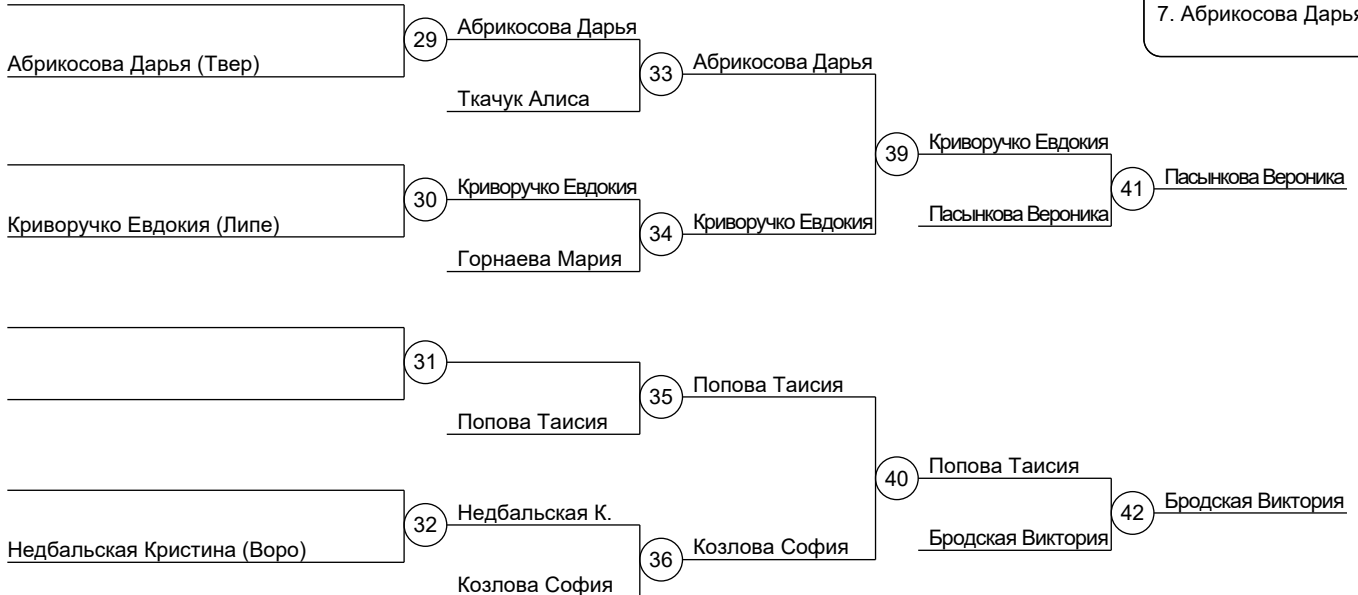 7. Абрикосова Дарья
29
Абрикосова Дарья
Абрикосова Дарья (Твер)
33
Абрикосова Дарья
Ткачук Алиса
39
Криворучко Евдокия
30
Криворучко Евдокия
41
Пасынкова Вероника
Криворучко Евдокия (Липе)
34
Криворучко Евдокия
Пасынкова Вероника
Горнаева Мария
31
35
Попова Таисия
Попова Таисия
40
Попова Таисия
32
Недбальская К.
42
Бродская Виктория
Недбальская Кристина (Воро)
36
Козлова София
Бродская Виктория
Козлова София